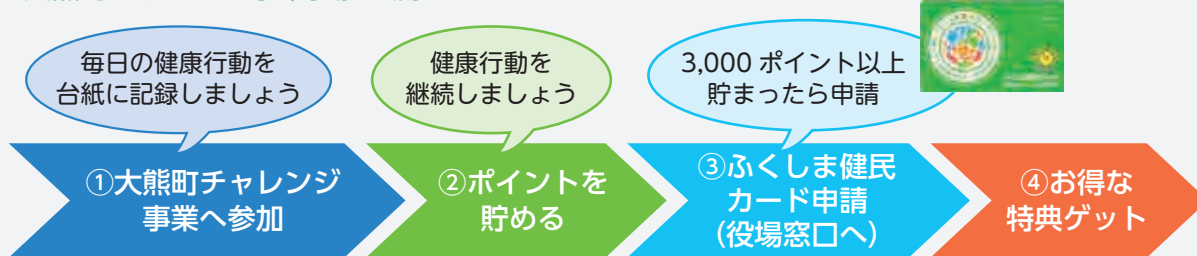 毎日の健康行動を
台紙に記録しましょう
健康行動を
継続しましょう
3,000 ポイント以上
貯まったら申請
①大熊町チャレンジ
事業へ参加
②ポイントを
貯める
③ふくしま健民
カード申請
（役場窓口へ）
④お得な
特典ゲット